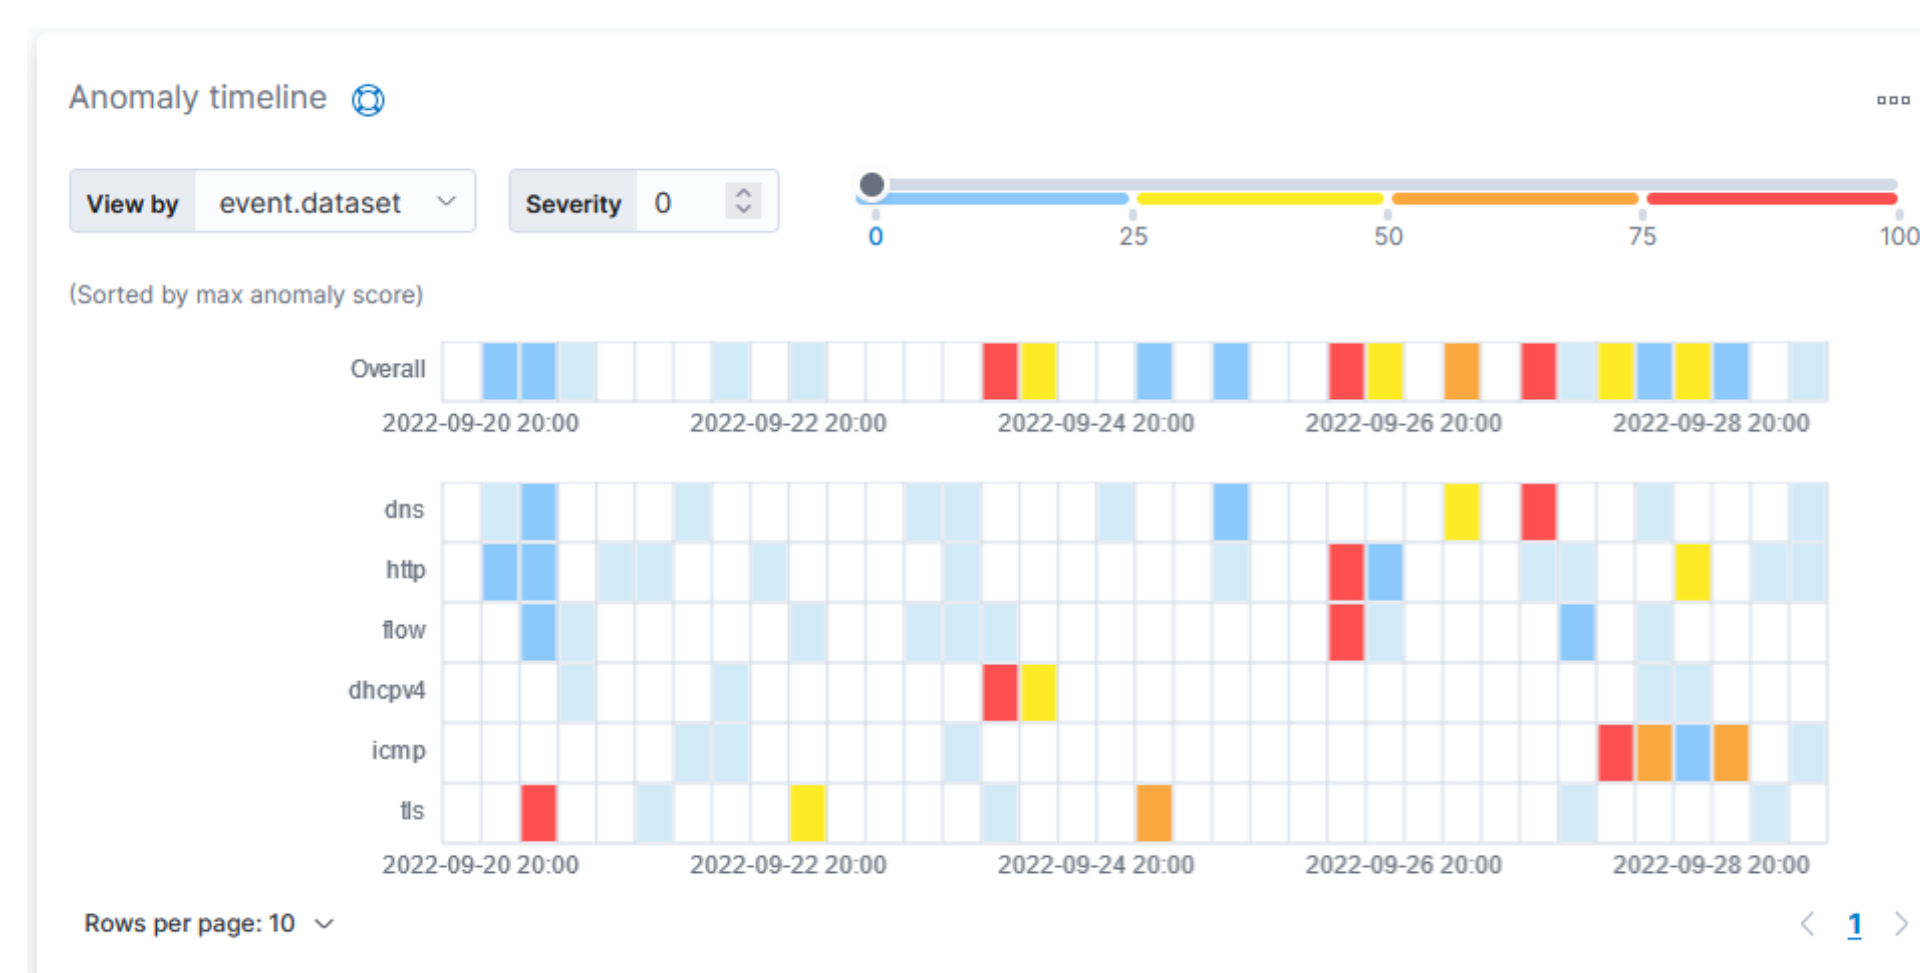 Anomaly timeline
View by event.dataset Severity 0
0 25 50 75 100
(Sorted by max anomaly score)
Overall
2022-09-20 20:00 2022-09-22 20:00 2022-09-24 20:00 2022-09-26 20:00 2022-09-28 20:00
dns
http
flow
dhcpv4
icmp
tls
2022-09-20 20:00 2022-09-22 20:00 2022-09-24 20:00 2022-09-26 20:00 2022-09-28 20:00
Rows per page: 10 1